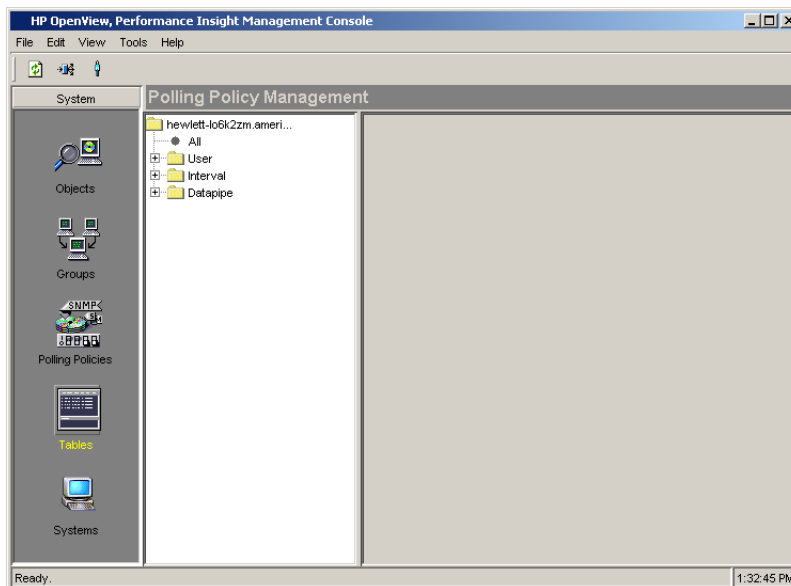 HP OpenView, Performance Insight Management Console
File Edit View Tools Help
System
Polling Policy Management
hewlett-lo6k2zm.ameri...
All
User
Interval
Datapipe
Objects
Groups
SNMP
Polling Policies
Tables
Systems
Ready.
1:32:45 PM